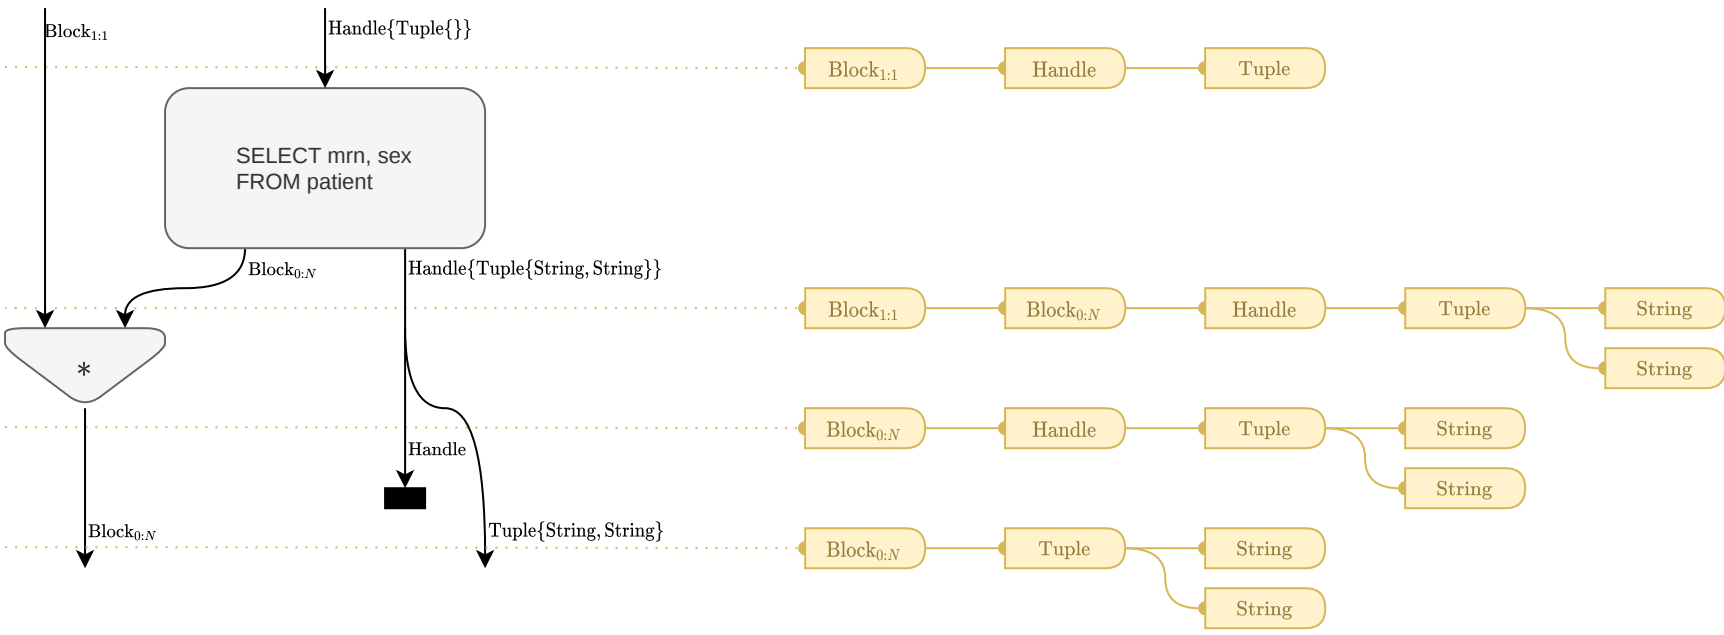 Block₁:₁
Handle{Tuple{}}
Block₁:₁ Handle Tuple
SELECT mrn, sex
FROM patient
Block₀:N
Handle{Tuple{String, String}}
Block₁:₁ Block₀:N Handle Tuple String
String
*
Block₀:N Handle Tuple String
Handle
String
Block₀:N
Tuple{String, String}
Block₀:N Tuple String
String